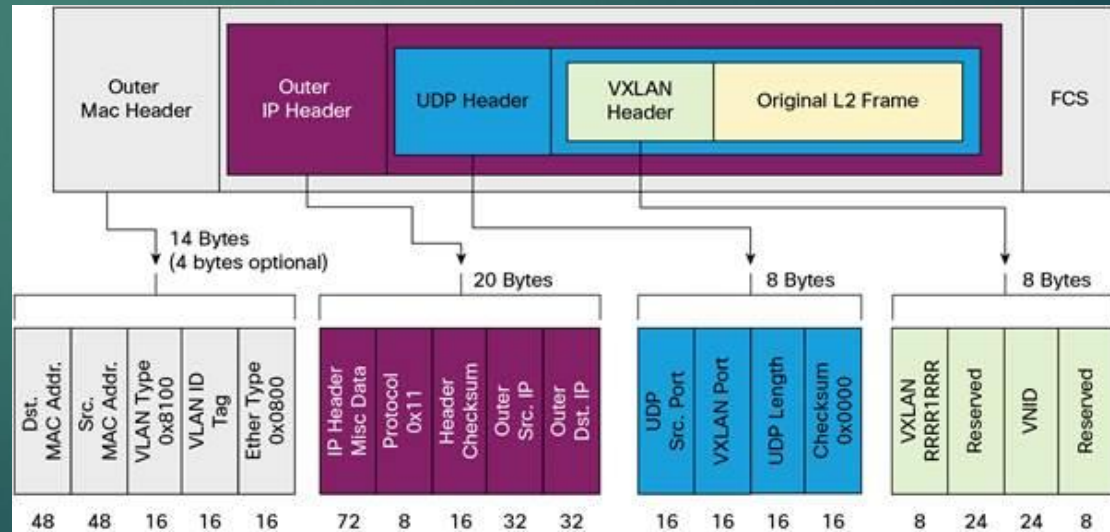 Outer
Mac Header
Outer
IP Header
UDP Header
VXLAN
Header
Original L2 Frame
FCS
14 Bytes
(4 bytes optional)
20 Bytes
8 Bytes
8 Bytes
Dst.
MAC Addr.
Src.
MAC Addr.
VLAN Type
0x8100
VLAN ID
Tag
Ether Type
0x0800
IP Header
Misc Data
Protocol
0x11
Header
Checksum
Outer
Src. IP
Outer
Dst. IP
UDP
Src. Port
VXLAN Port
UDP Length
Checksum
0x0000
VXLAN
RRRR1RRR
Reserved
VNID
Reserved
48 48 16 16 16 72 8 16 32 32 16 16 16 16 8 24 24 8